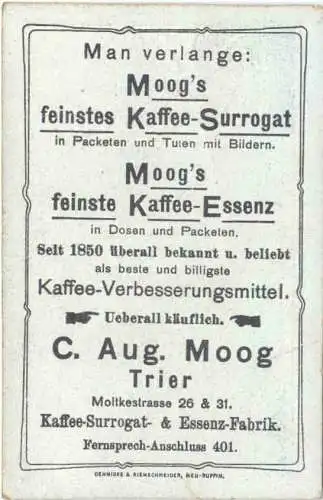 Man verlange:
Moog's
feinstes Kaffee-Surrogat
in Packeten und Tuten mit Bildern.
Moog's
feinste Kaffee-Essenz
in Dosen und Packeten.
Seit 1850 überall bekannt u. beliebt
als beste und billigste
Kaffee-Verbesserungsmittel.
Ueberall käuflich.
C. Aug. Moog
Trier
Moltkestrasse 26 & 31.
Kaffee-Surrogat- & Essenz-Fabrik.
Fernsprech-Anschluss 401.
OEHMIGKE & RIEMSCHNEIDER, NEU-RUPPIN.